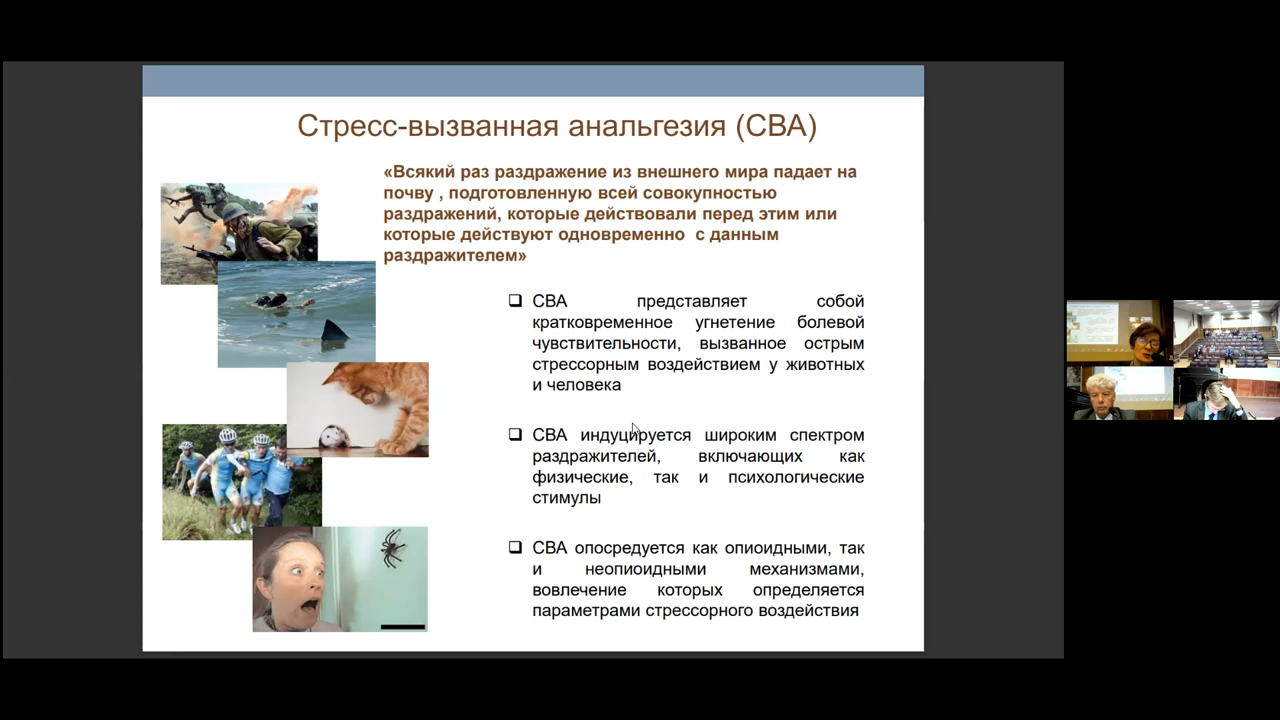 Стресс-вызванная анальгезия (СВА)
«Всякий раз раздражение из внешнего мира падает на
почву , подготовленную всей совокупностью
раздражений, которые действовали перед этим или
которые действуют одновременно с данным
раздражителем»
СВА представляет собой
кратковременное угнетение болевой
чувствительности, вызванное острым
стрессорным воздействием у животных
и человека
СВА индуцируется широким спектром
раздражителей, включающих как
физические, так и психологические
стимулы
СВА опосредуется как опиоидными, так
и неопиоидными механизмами,
вовлечение которых определяется
параметрами стрессорного воздействия